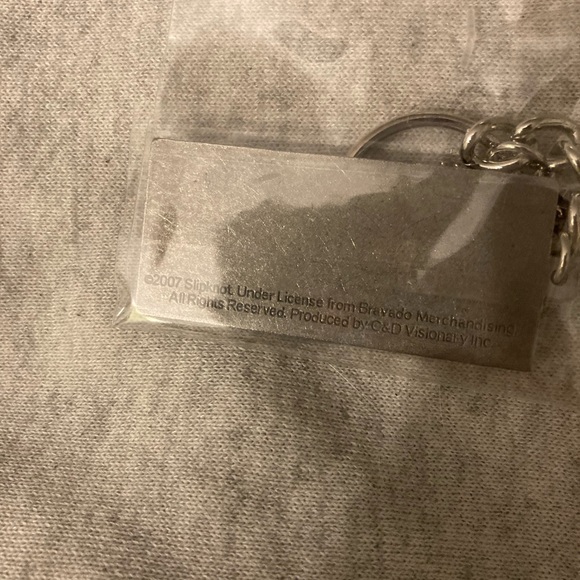 ©2007 Slipknot. Under License from Bravado Merchandising
All Rights Reserved. Produced by C&D Visionary Inc.